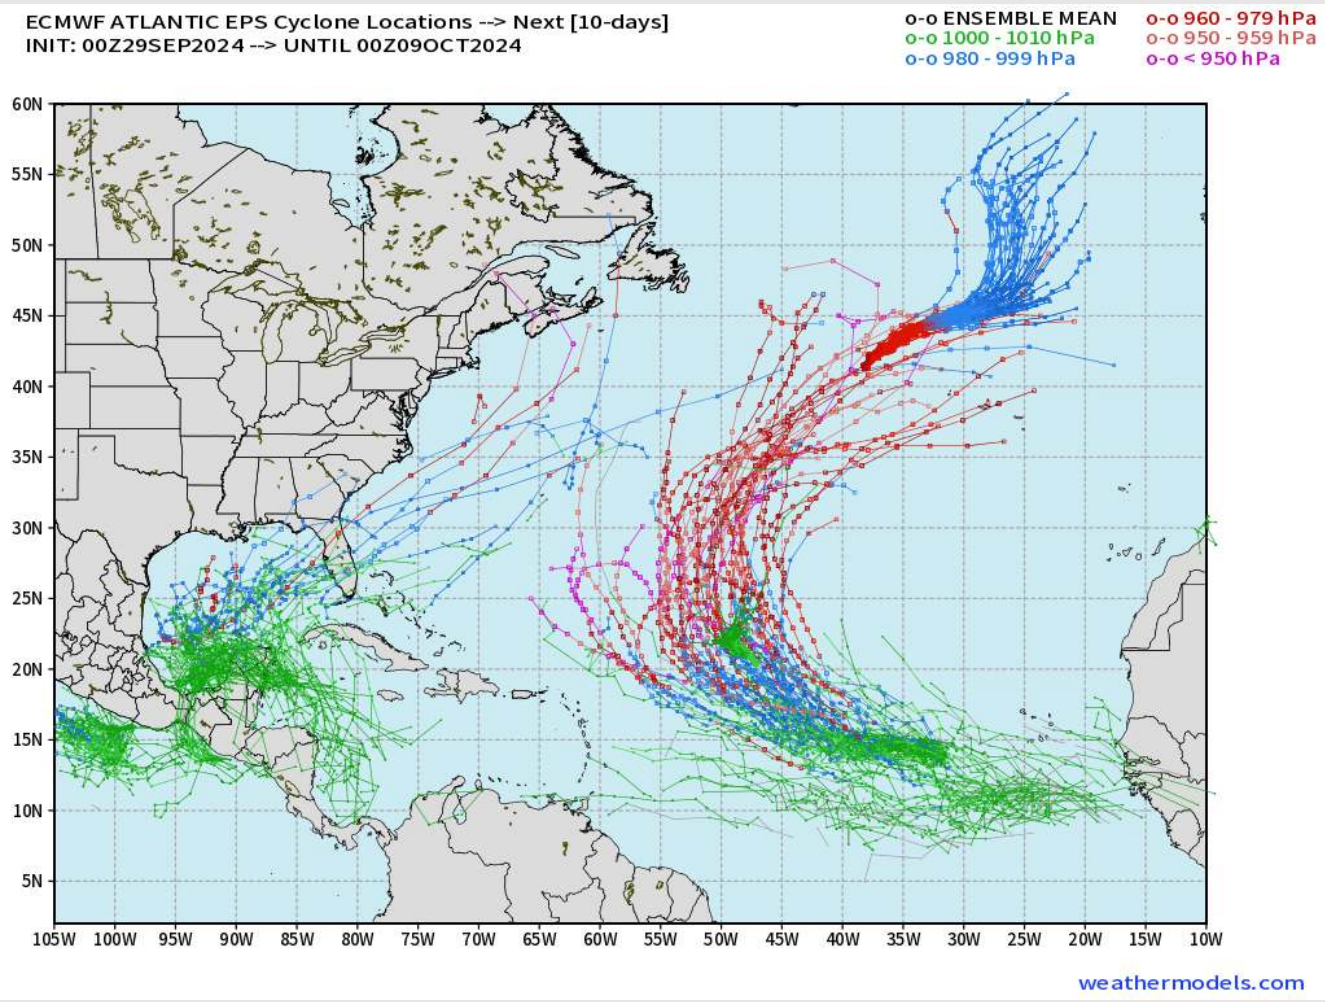 ECMWF ATLANTIC EPS Cyclone Locations --> Next [10-days]
INIT: 00Z29SEP2024 --> UNTIL 00Z09OCT2024
o-o ENSEMBLE MEAN
o-o 960 - 979 hPa
o-o 1000 - 1010 hPa
o-o 950 - 959 hPa
o-o 980 - 999 hPa
o-o < 950 hPa
60N
55N
50N
45N
40N
35N
30N
25N
20N
15N
10N
5N
105W 100W 95W 90W 85W 80W 75W 70W 65W 60W 55W 50W 45W 40W 35W 30W 25W 20W 15W 10W
weathermodels.com